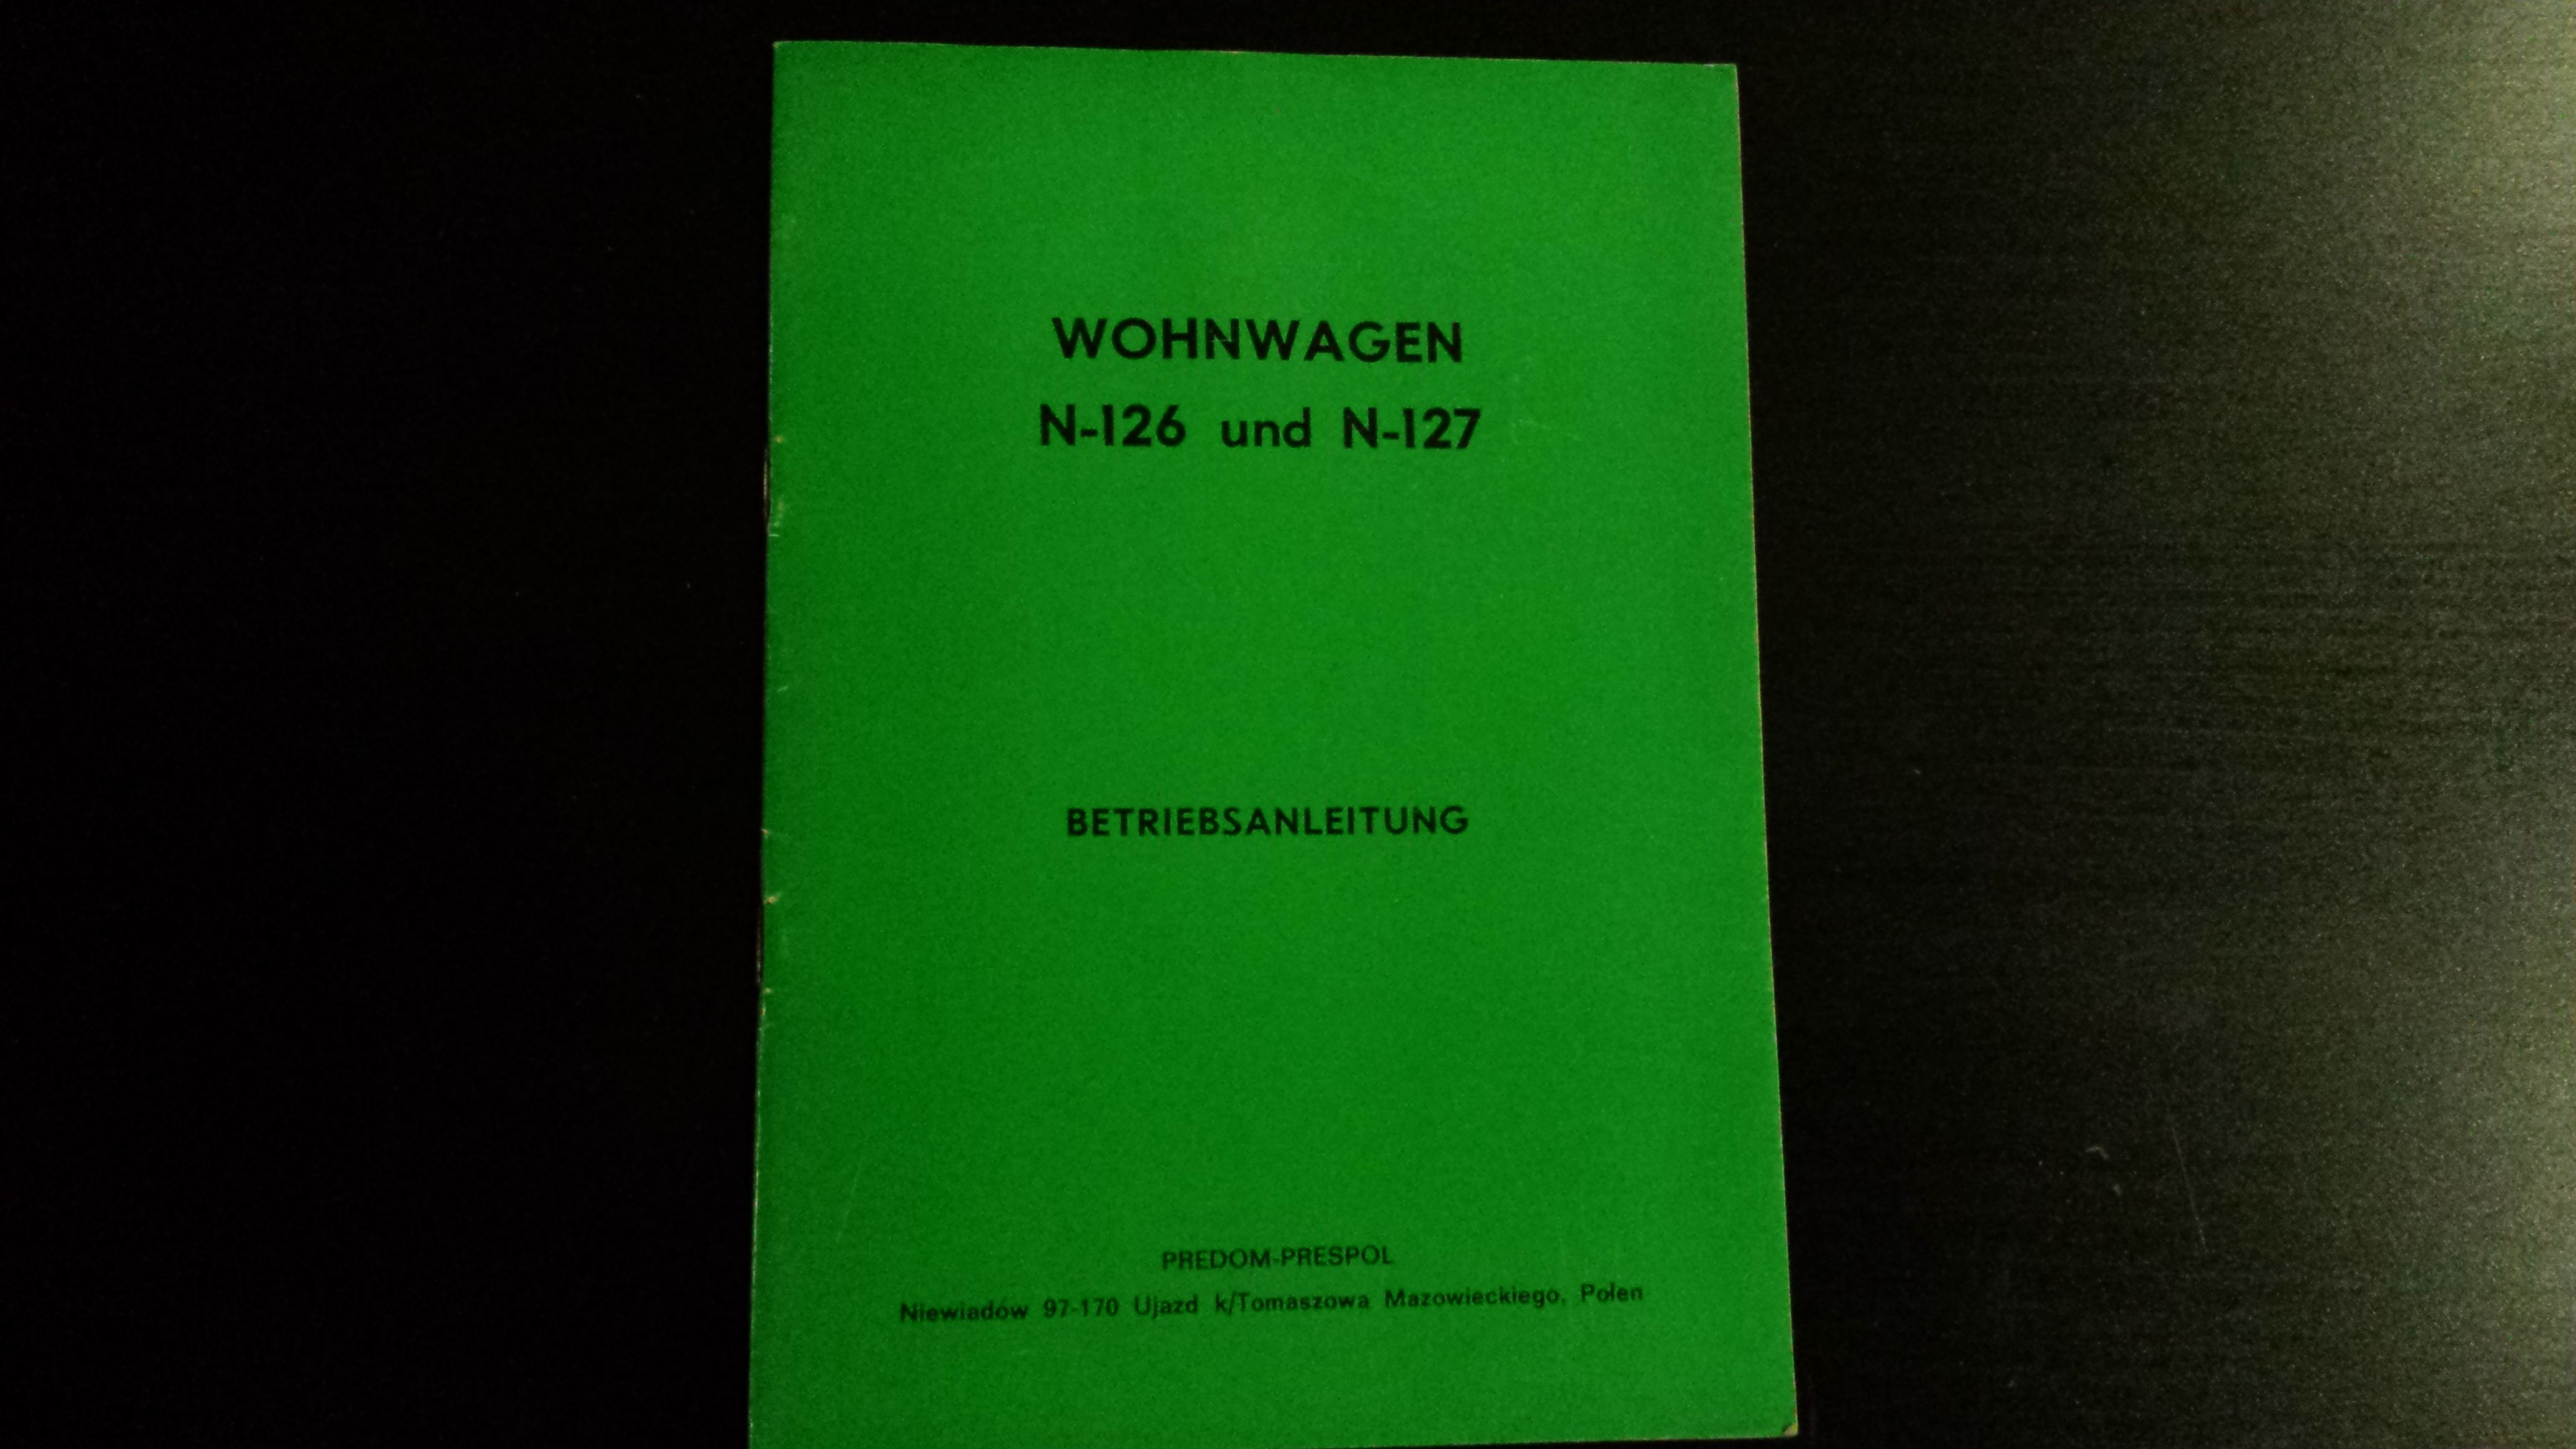 WOHNWAGEN
N-126 und N-127
BETRIEBSANLEITUNG
PREDOM-PRESPOL
Niewiadów 97-170 Ujazd k/Tomaszowa Mazowieckiego, Polen